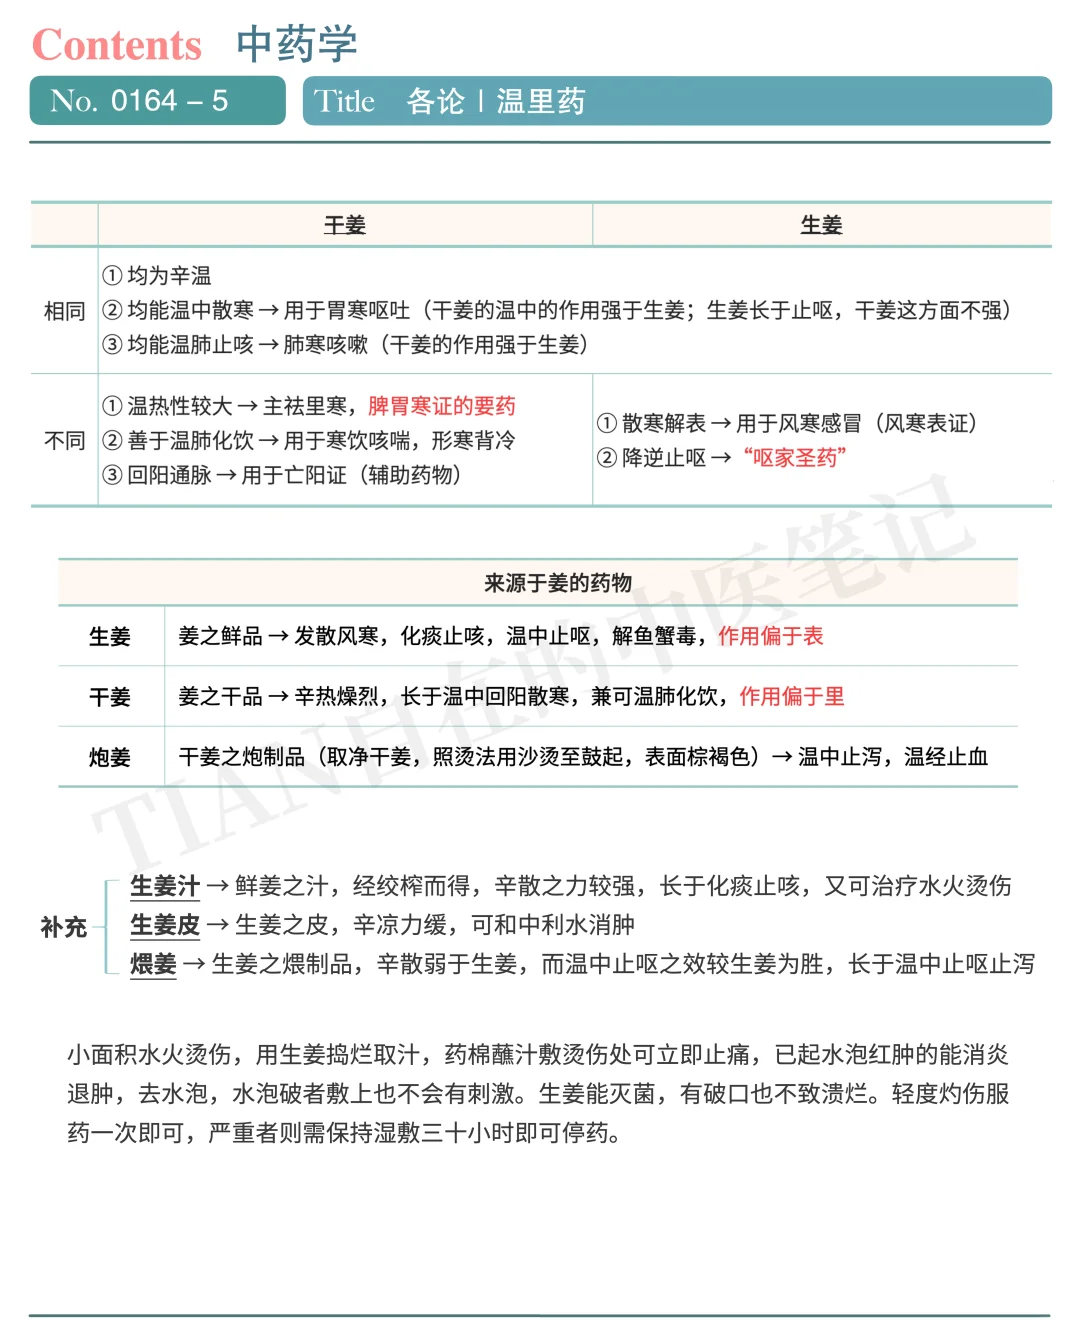 Contents 中药学
No. 0164 – 5
Title 各论 | 温里药
干姜 生姜
相同
① 均为辛温
② 均能温中散寒 → 用于胃寒呕吐（干姜的温中的作用强于生姜；生姜长于止呕，干姜这方面不强）
③ 均能温肺止咳 → 肺寒咳嗽（干姜的作用强于生姜）
不同
① 温热性较大 → 主祛里寒，脾胃寒证的要药
② 善于温肺化饮 → 用于寒饮咳喘，形寒背冷
③ 回阳通脉 → 用于亡阳证（辅助药物）
① 散寒解表 → 用于风寒感冒（风寒表证）
② 降逆止呕 → “呕家圣药”
来源于姜的药物
生姜 姜之鲜品 → 发散风寒，化痰止咳，温中止呕，解鱼蟹毒，作用偏于表
干姜 姜之干品 → 辛热燥烈，长于温中回阳散寒，兼可温肺化饮，作用偏于里
炮姜 干姜之炮制品（取净干姜，照烫法用沙烫至鼓起，表面棕褐色）→ 温中止泻，温经止血
补充
生姜汁 → 鲜姜之汁，经绞榨而得，辛散之力较强，长于化痰止咳，又可治疗水火烫伤
生姜皮 → 生姜之皮，辛凉力缓，可和中利水消肿
煨姜 → 生姜之煨制品，辛散弱于生姜，而温中止呕之效较生姜为胜，长于温中止呕止泻
小面积水火烫伤，用生姜捣烂取汁，药棉蘸汁敷烫伤处可立即止痛，已起水泡红肿的能消炎
退肿，去水泡，水泡破者敷上也不会有刺激。生姜能灭菌，有破口也不致溃烂。轻度灼伤服
药一次即可，严重者则需保持湿敷三十小时即可停药。
TIAN日在的中医笔记